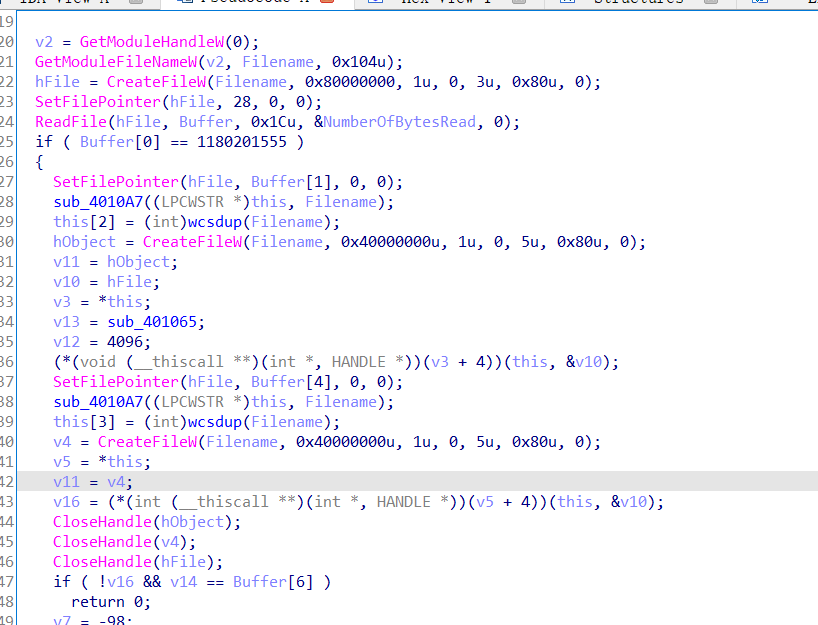 19
20 v2 = GetModuleHandleW(0);
21 GetModuleFileNameW(v2, Filename, 0x104u);
22 hFile = CreateFileW(Filename, 0x80000000, 1u, 0, 3u, 0x80u, 0);
23 SetFilePointer(hFile, 28, 0, 0);
24 ReadFile(hFile, Buffer, 0x1Cu, &NumberOfBytesRead, 0);
25 if ( Buffer[0] == 1180201555 )
26 {
27 SetFilePointer(hFile, Buffer[1], 0, 0);
28 sub_4010A7((LPCWSTR *)this, Filename);
29 this[2] = (int)wcsdup(Filename);
30 hObject = CreateFileW(Filename, 0x40000000u, 1u, 0, 5u, 0x80u, 0);
31 v11 = hObject;
32 v10 = hFile;
33 v3 = *this;
34 v13 = sub_401065;
35 v12 = 4096;
36 (*(void (__thiscall **)(int *, HANDLE *))(v3 + 4))(this, &v10);
37 SetFilePointer(hFile, Buffer[4], 0, 0);
38 sub_4010A7((LPCWSTR *)this, Filename);
39 this[3] = (int)wcsdup(Filename);
40 v4 = CreateFileW(Filename, 0x40000000u, 1u, 0, 5u, 0x80u, 0);
41 v5 = *this;
42 v11 = v4;
43 v16 = (*(int (__thiscall **)(int *, HANDLE *))(v5 + 4))(this, &v10);
44 CloseHandle(hObject);
45 CloseHandle(v4);
46 CloseHandle(hFile);
47 if ( !v16 && v14 == Buffer[6] )
48 return 0;
49 v7 = -98;